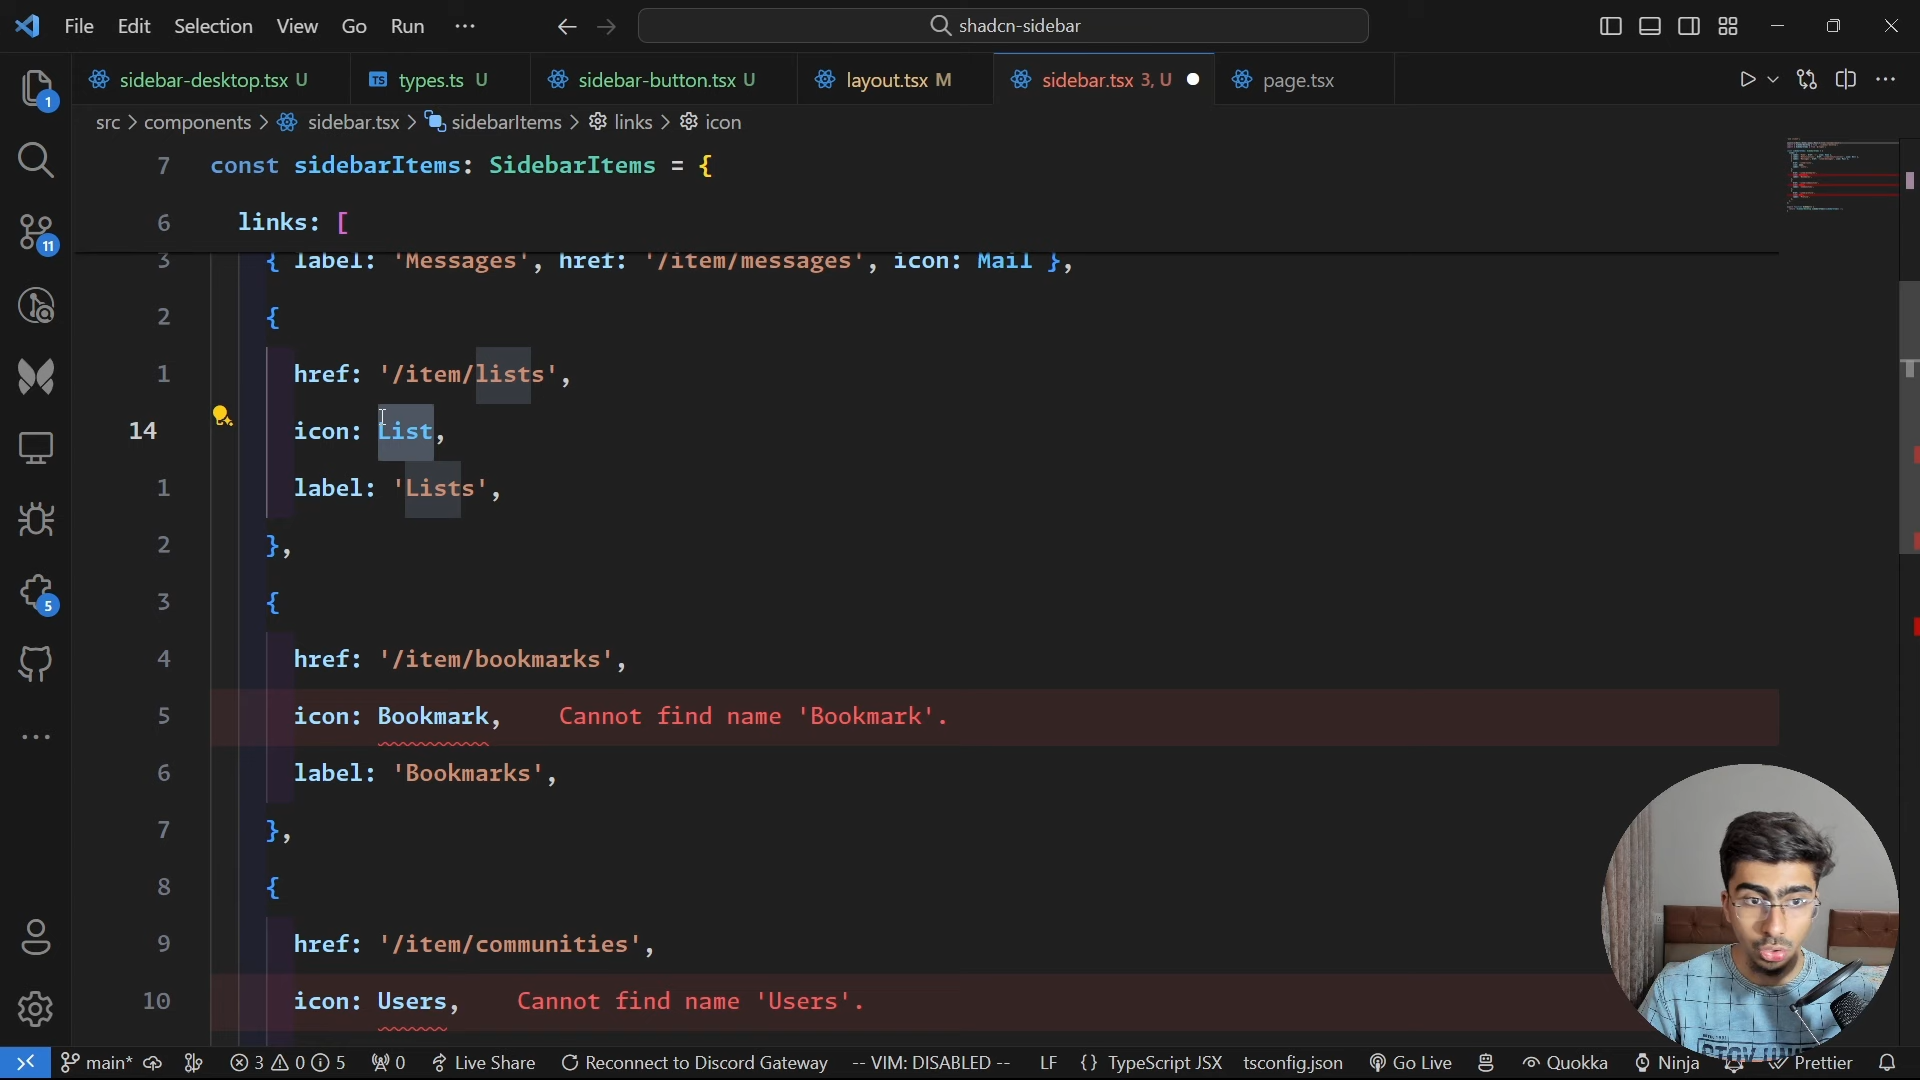 File Edit Selection View Go Run ··· shadcn-sidebar
sidebar-desktop.tsx U types.ts U sidebar-button.tsx U layout.tsx M sidebar.tsx 3, U page.tsx
src > components > sidebar.tsx > sidebarItems > links > icon
7 const sidebarItems: SidebarItems = {
6 links: [
3 { label: 'Messages', href: '/item/messages', icon: Mail },
2 {
1 href: '/item/lists',
14 icon: List,
1 label: 'Lists',
2 },
3 {
4 href: '/item/bookmarks',
5 icon: Bookmark, Cannot find name 'Bookmark'.
6 label: 'Bookmarks',
7 },
8 {
9 href: '/item/communities',
10 icon: Users, Cannot find name 'Users'.
1
11
5
main* 3 0 5 0 Live Share Reconnect to Discord Gateway -- VIM: DISABLED -- LF {} TypeScript JSX tsconfig.json Go Live Quokka Ninja Prettier